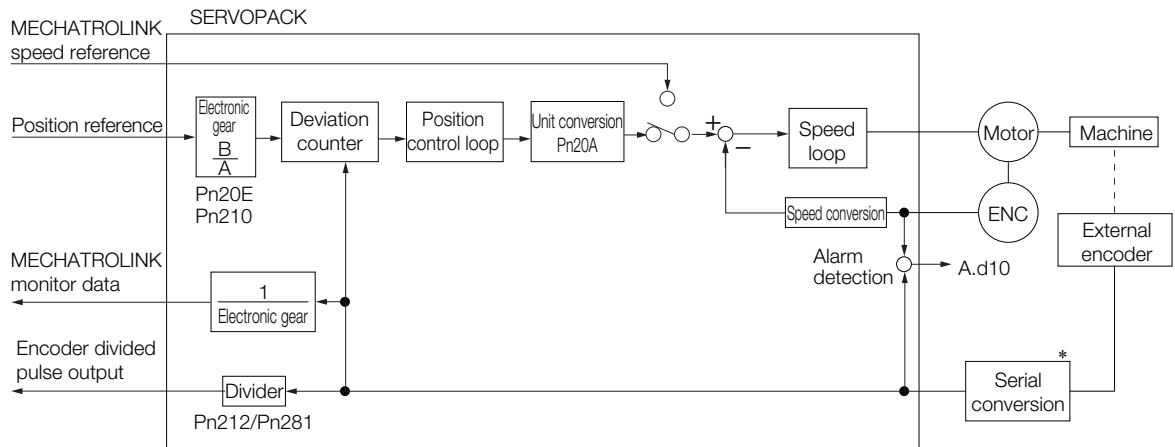 SERVOPACK
MECHATROLINK
speed reference
Position reference
Electronic
gear
B
A
Pn20E
Pn210
Deviation
counter
Position
control loop
Unit conversion
Pn20A
+
−
Speed
loop
Motor
Machine
Speed conversion
ENC
External
encoder
Alarm
detection
A.d10
MECHATROLINK
monitor data
1
Electronic gear
Encoder divided
pulse output
Divider
Pn212/Pn281
Serial
conversion
*